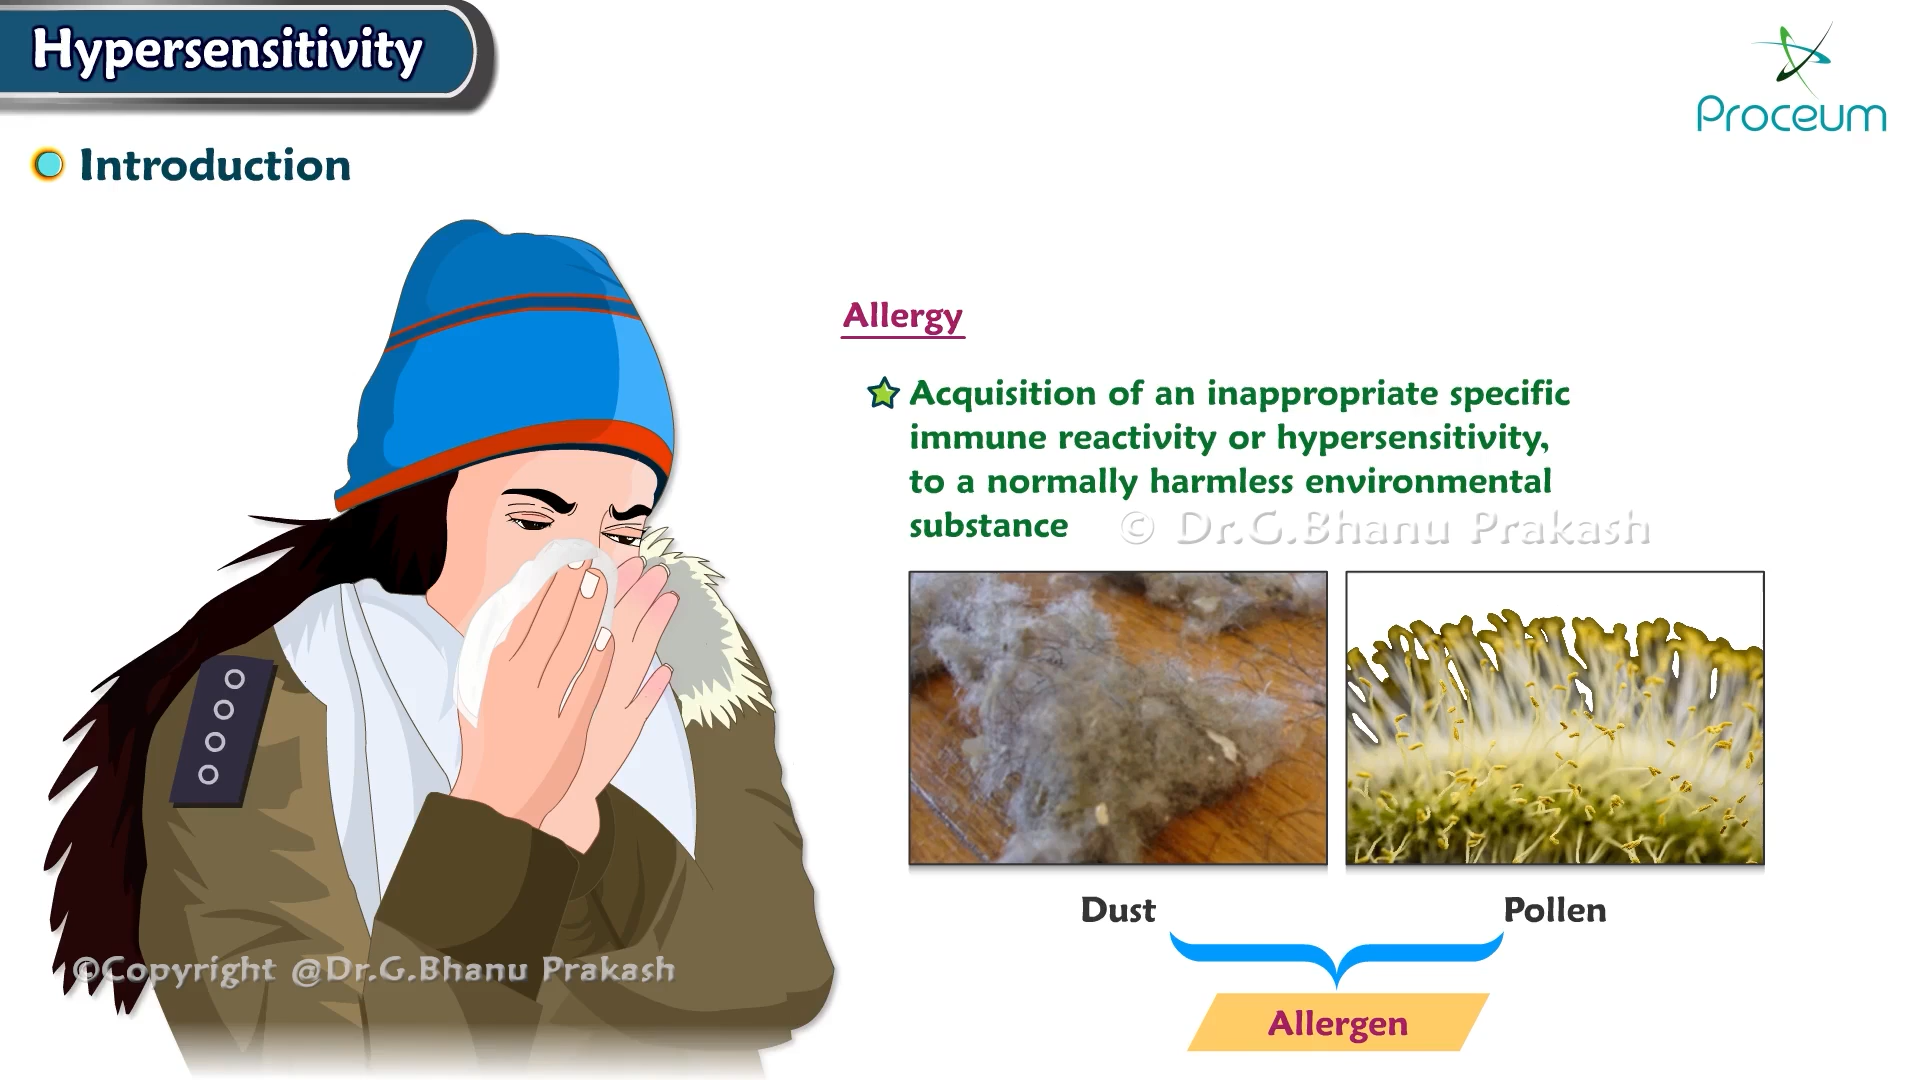 Hypersensitivity
Proceum
Introduction
Allergy
Acquisition of an inappropriate specific
immune reactivity or hypersensitivity,
to a normally harmless environmental
substance
© Dr.G.Bhanu Prakash
Dust
Pollen
©Copyright @Dr.G.Bhanu Prakash
Allergen